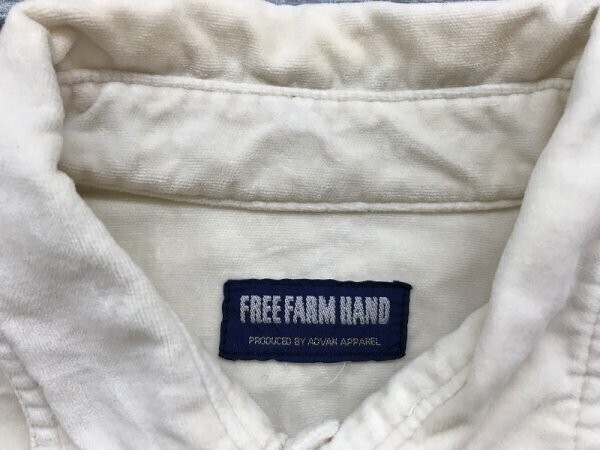 FREE FARM HAND
PRODUCED BY ADVAN APPAREL